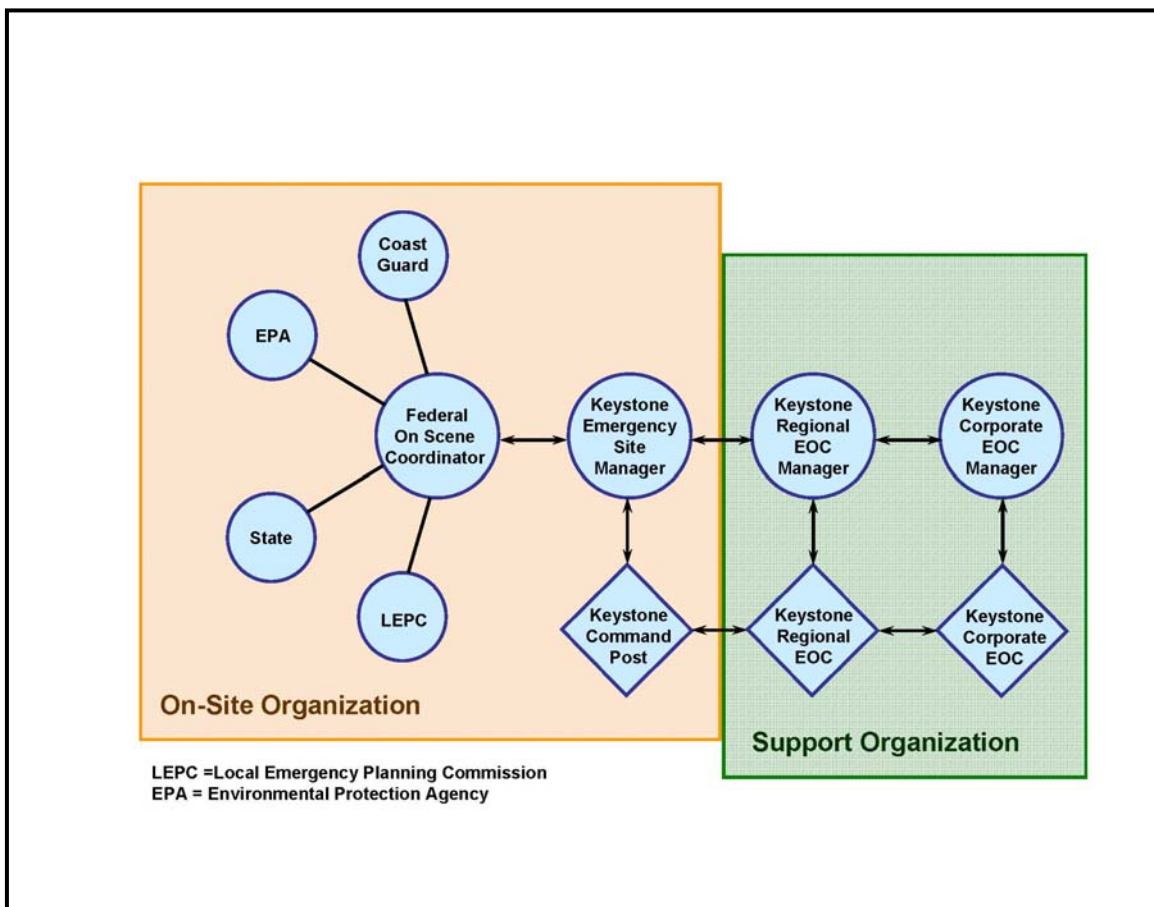 Coast
Guard
EPA
Federal
On Scene
Coordinator
State
LEPC
Keystone
Emergency
Site
Manager
Keystone
Regional
EOC
Manager
Keystone
Corporate
EOC
Manager
Keystone
Command
Post
Keystone
Regional
EOC
Keystone
Corporate
EOC
On-Site Organization
Support Organization
LEPC =Local Emergency Planning Commission
EPA = Environmental Protection Agency